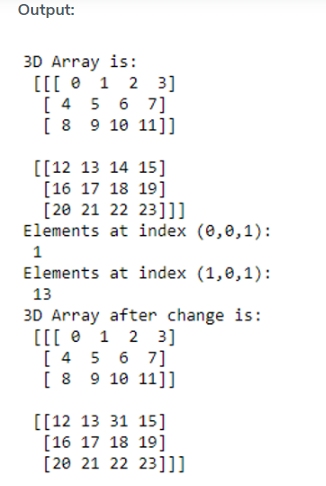 Output:
3D Array is:
[[[ 0 1 2 3]
[ 4 5 6 7]
[ 8 9 10 11]]
[[12 13 14 15]
[16 17 18 19]
[20 21 22 23]]]
Elements at index (0,0,1):
1
Elements at index (1,0,1):
13
3D Array after change is:
[[[ 0 1 2 3]
[ 4 5 6 7]
[ 8 9 10 11]]
[[12 13 31 15]
[16 17 18 19]
[20 21 22 23]]]